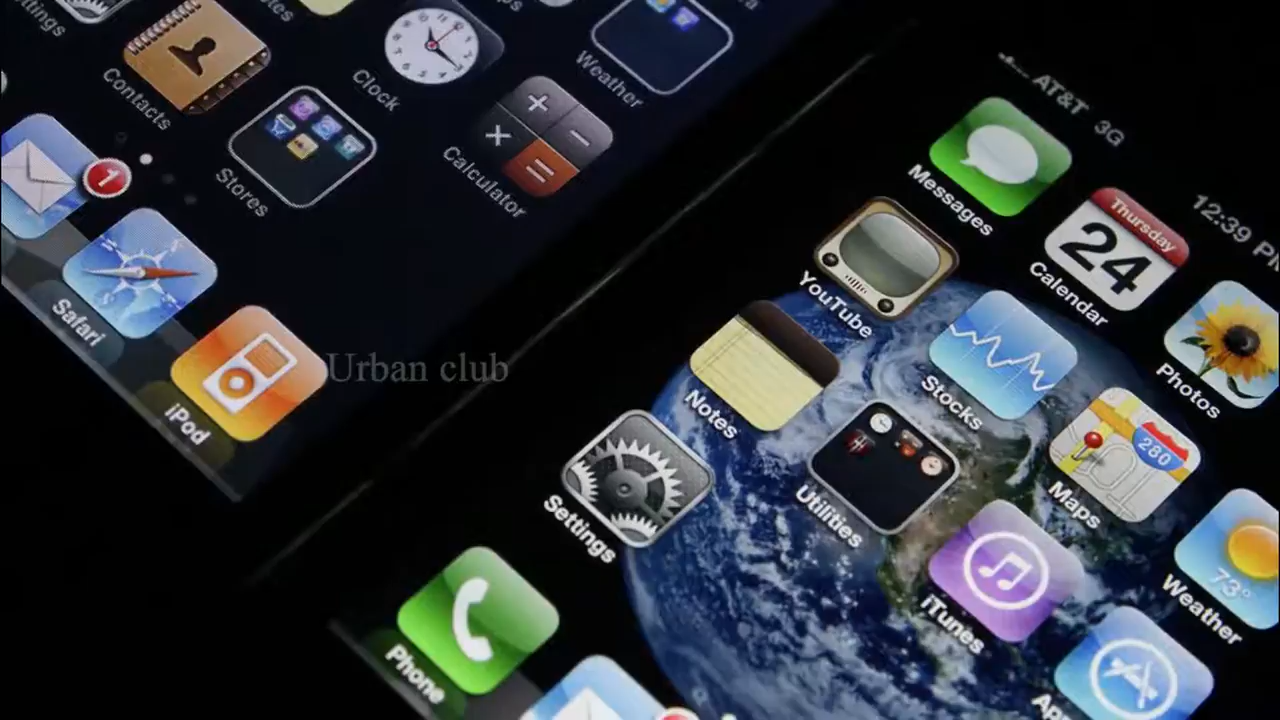 Contacts
Clock
Weather
Stores
Calculator
1
Safari
iPod
Urban club
AT&T 3G
12:39
Messages
Thursday
24
Calendar
YouTube
Stocks
Photos
Notes
Utilities
280
Maps
Settings
iTunes
73°
Weather
Phone